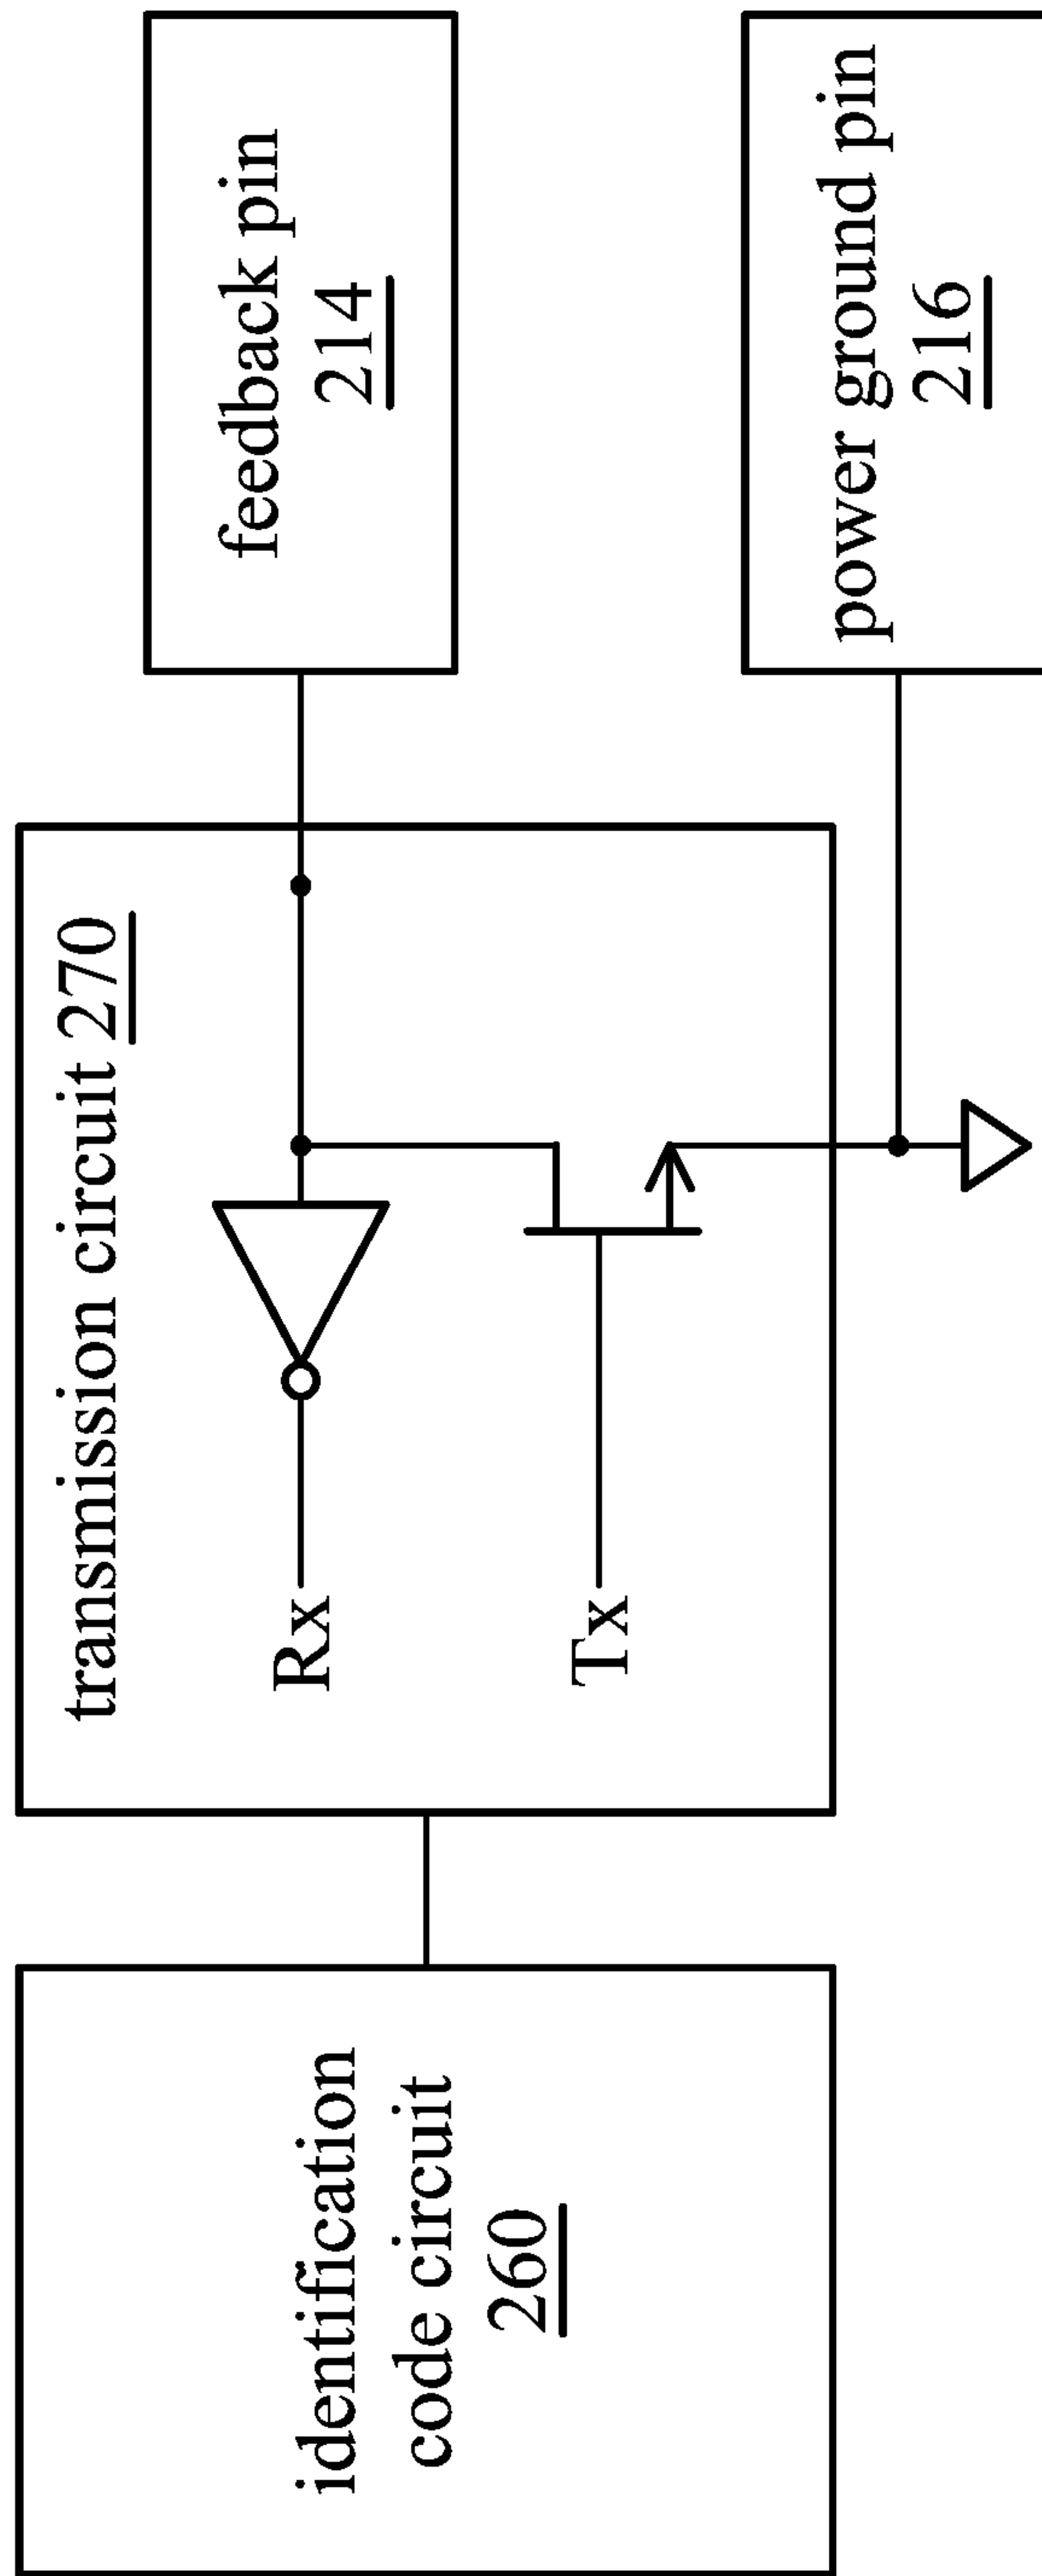 identification
code circuit
260
transmission circuit 270
Rx
Tx
feedback pin
214
power ground pin
216